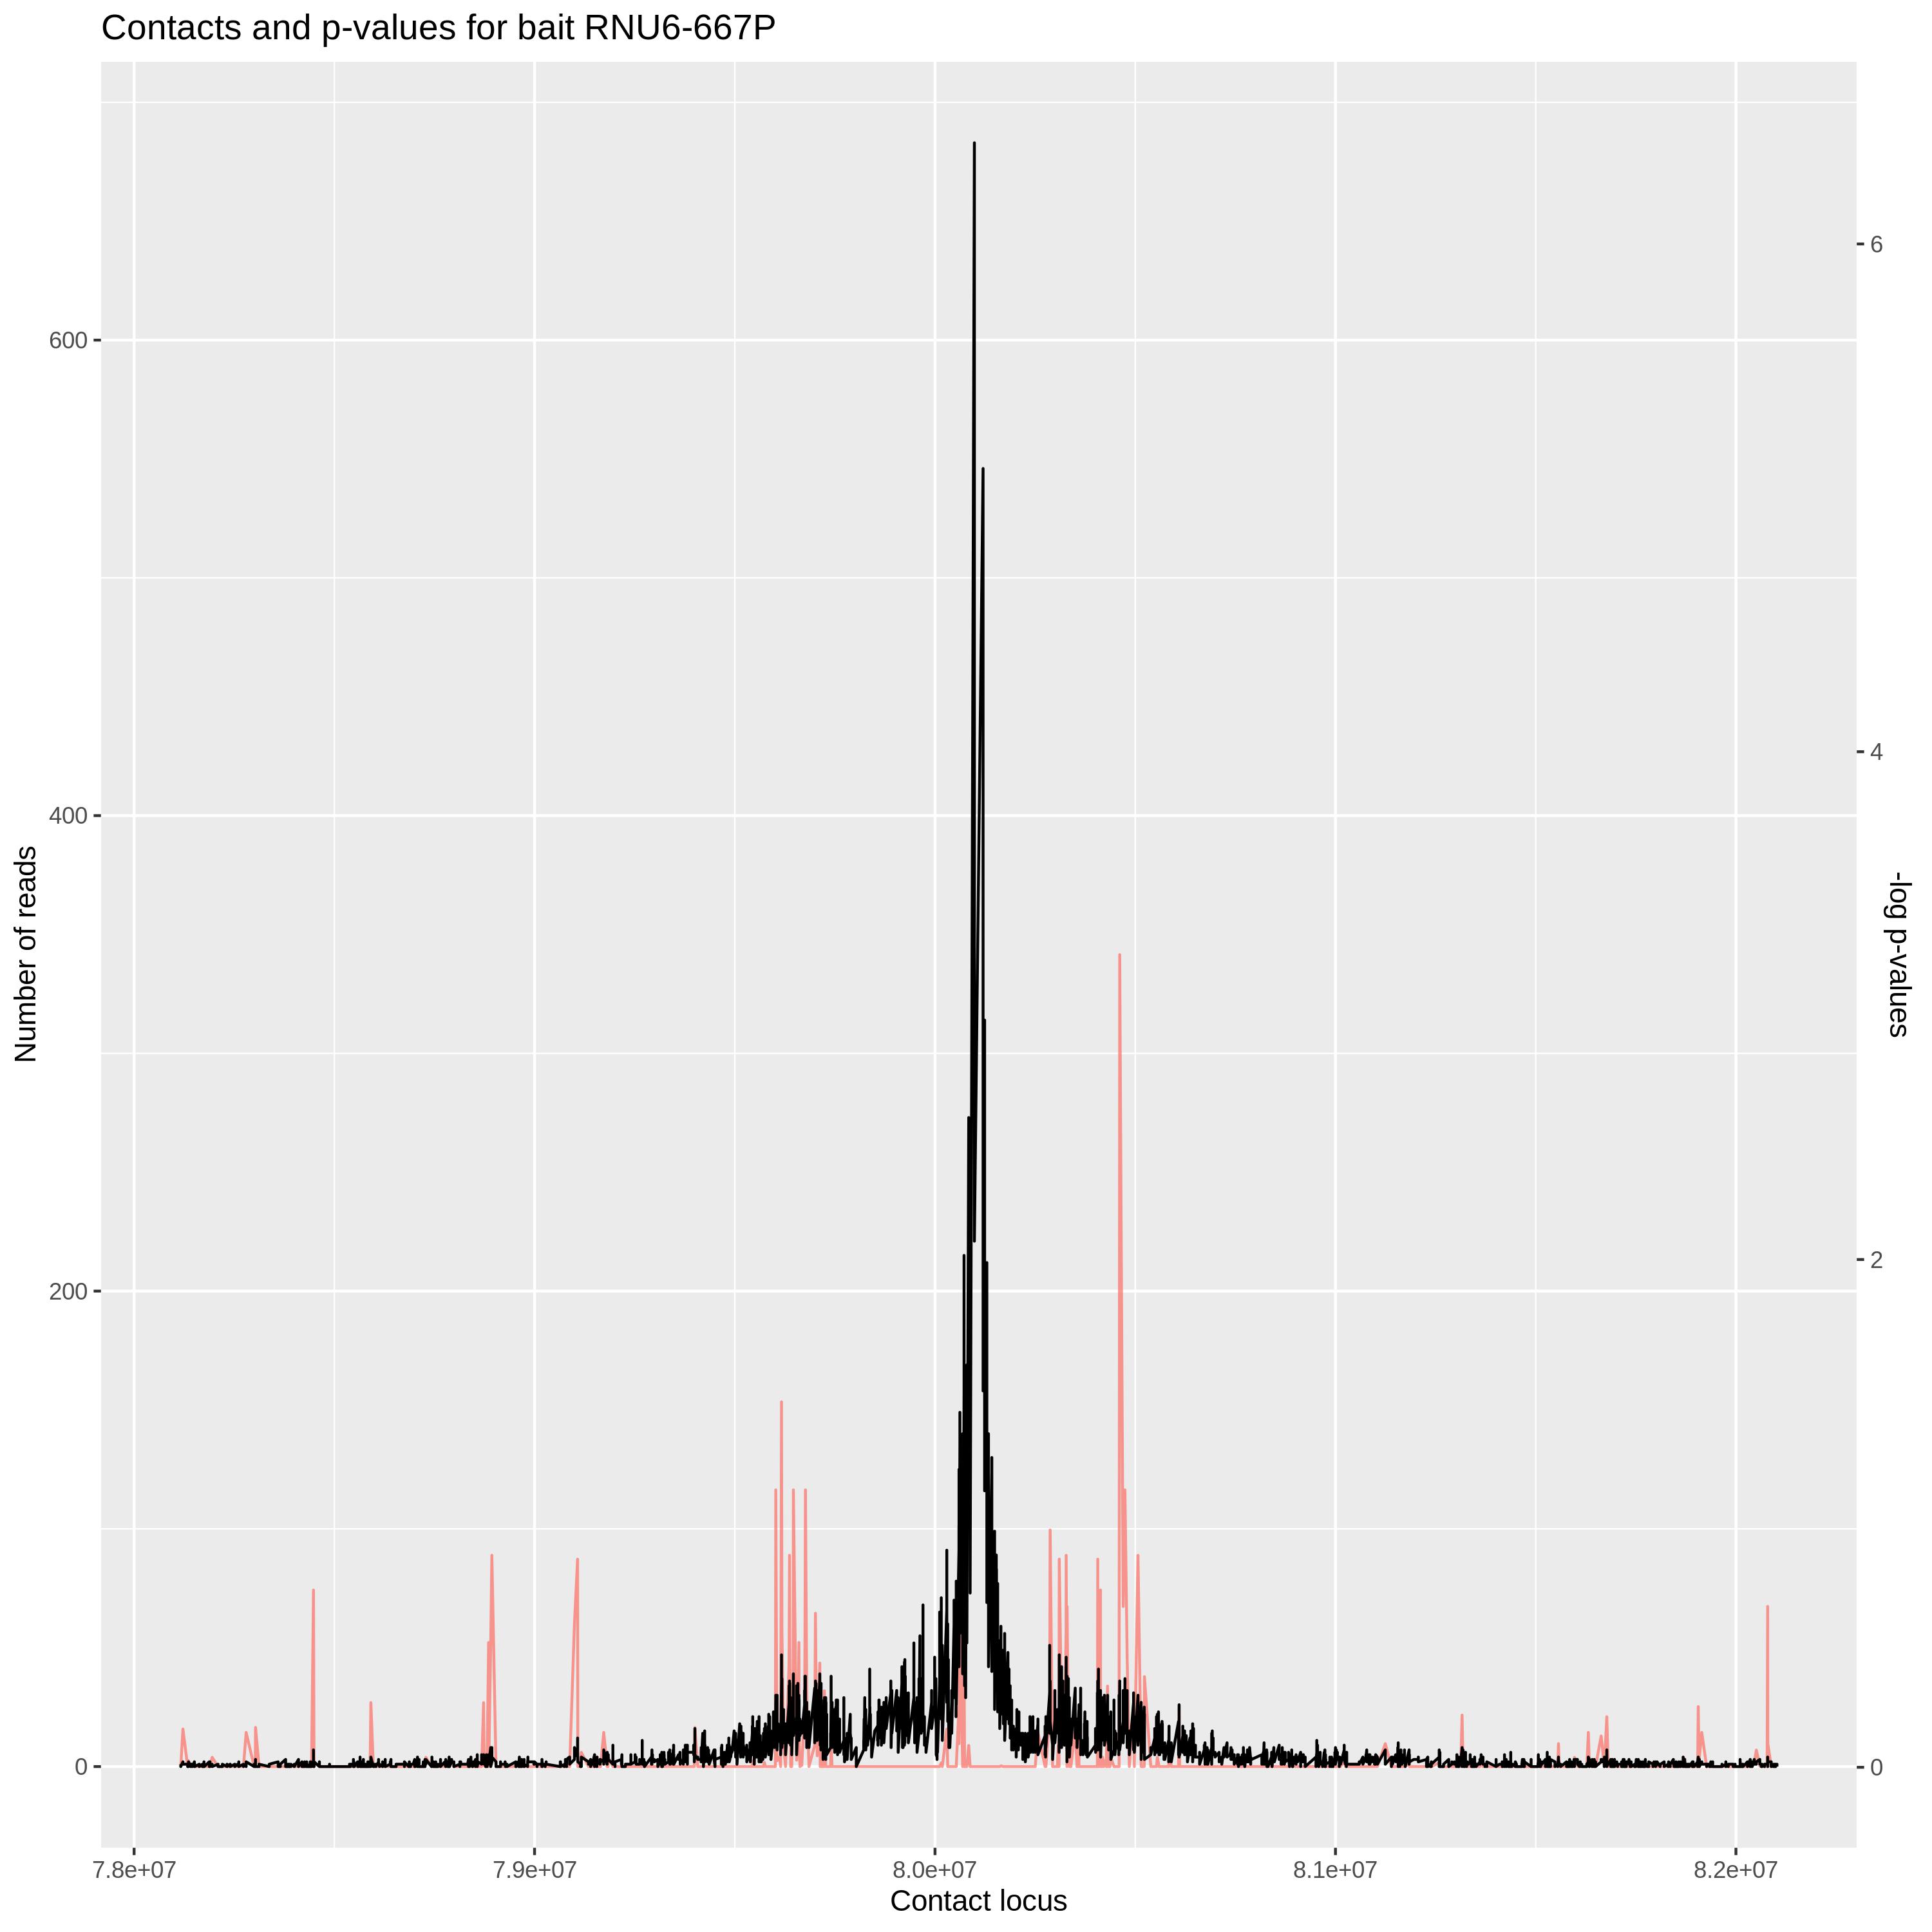 Contacts and p-values for bait RNU6-667P
600
400
200
0
Number of reads
6
4
2
0
-log p-values
7.8e+07
7.9e+07
8.0e+07
8.1e+07
8.2e+07
Contact locus